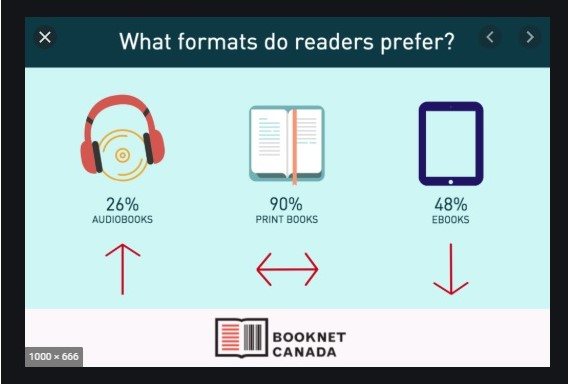 What formats do readers prefer?
26%
AUDIOBOOKS
90%
PRINT BOOKS
48%
EBOOKS
BOOKNET
CANADA
1000 × 666